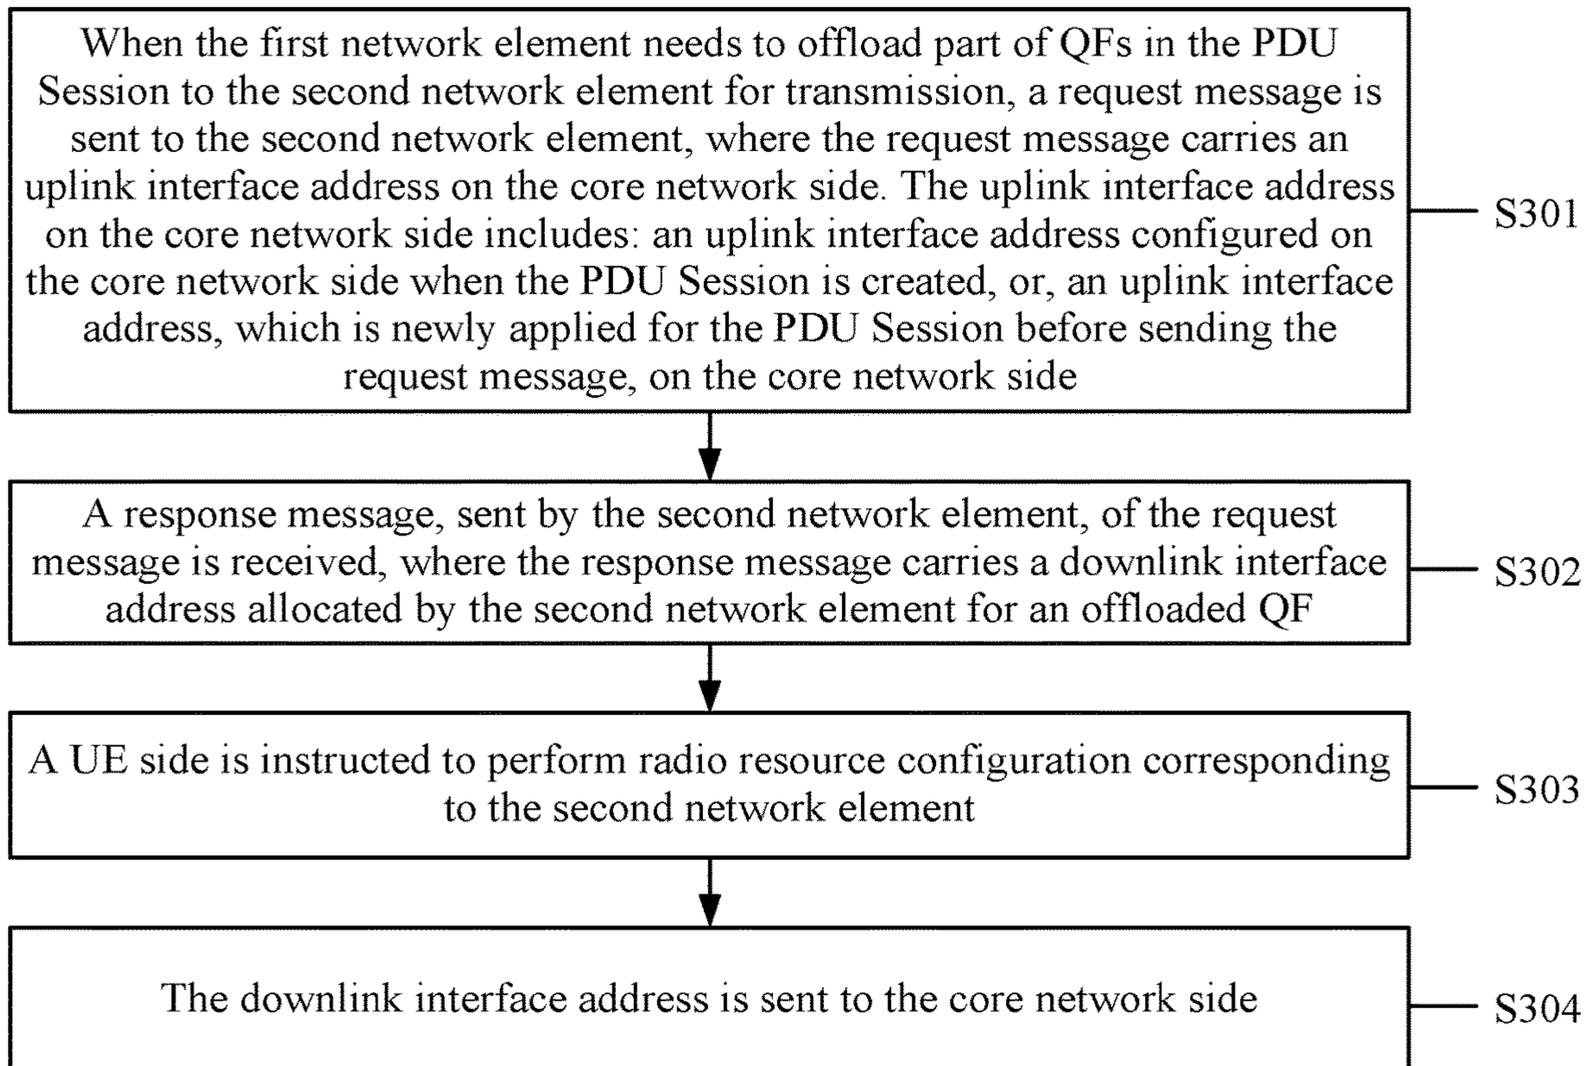 When the first network element needs to offload part of QFs in the PDU
Session to the second network element for transmission, a request message is
sent to the second network element, where the request message carries an
uplink interface address on the core network side. The uplink interface address
on the core network side includes: an uplink interface address configured on
the core network side when the PDU Session is created, or, an uplink interface
address, which is newly applied for the PDU Session before sending the
request message, on the core network side
S301
A response message, sent by the second network element, of the request
message is received, where the response message carries a downlink interface
address allocated by the second network element for an offloaded QF
S302
A UE side is instructed to perform radio resource configuration corresponding
to the second network element
S303
The downlink interface address is sent to the core network side
S304